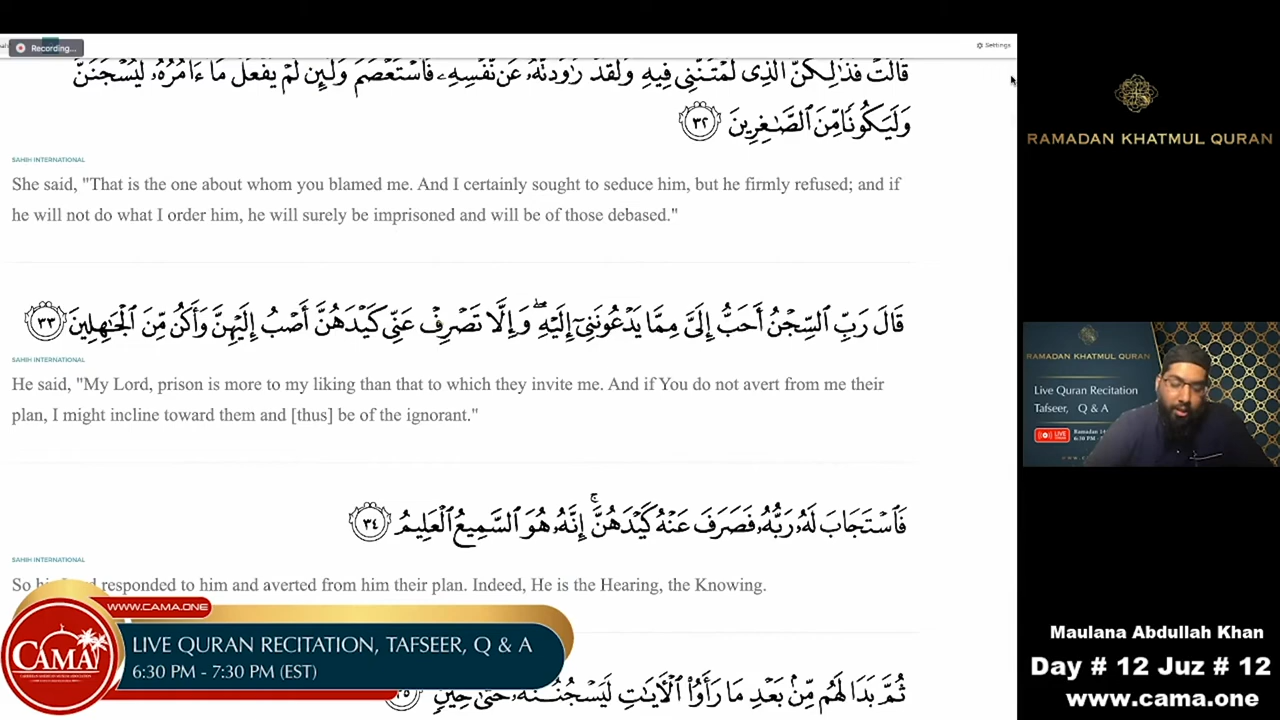 Recording...
Settings
قَالَتْ فَذَٰلِكُنَّ ٱلَّذِى لُمْتُنَّنِى فِيهِ وَلَقَدْ رَٰوَدتُّهُۥ عَن نَّفْسِهِۦ فَٱسْتَعْصَمَ وَلَئِن لَّمْ يَفْعَلْ مَآ ءَامُرُهُۥ لَيُسْجَنَنَّ
وَلَيَكُونًا مِّنَ ٱلصَّـٰغِرِينَ ٣٢
SAHIH INTERNATIONAL
She said, "That is the one about whom you blamed me. And I certainly sought to seduce him, but he firmly refused; and if
he will not do what I order him, he will surely be imprisoned and will be of those debased."
قَالَ رَبِّ ٱلسِّجْنُ أَحَبُّ إِلَىَّ مِمَّا يَدْعُونَنِىٓ إِلَيْهِ ۖ وَإِلَّا تَصْرِفْ عَنِّى كَيْدَهُنَّ أَصْبُ إِلَيْهِنَّ وَأَكُن مِّنَ ٱلْجَـٰهِلِينَ ٣٣
SAHIH INTERNATIONAL
He said, "My Lord, prison is more to my liking than that to which they invite me. And if You do not avert from me their
plan, I might incline toward them and [thus] be of the ignorant."
فَٱسْتَجَابَ لَهُۥ رَبُّهُۥ فَصَرَفَ عَنْهُ كَيْدَهُنَّ ۚ إِنَّهُۥ هُوَ ٱلسَّمِيعُ ٱلْعَلِيمُ ٣٤
SAHIH INTERNATIONAL
So responded to him and averted from him their plan. Indeed, He is the Hearing, the Knowing.
ثُمَّ بَدَا لَهُم مِّنۢ بَعْدِ مَا رَأَوُا۟ ٱلْـَٔايَـٰتِ لَيَسْجُنُنَّهُۥ حَتَّىٰ حِينٍ
WWW.CAMA.ONE
CAMA
LIVE QURAN RECITATION, TAFSEER, Q & A
6:30 PM - 7:30 PM (EST)
RAMADAN KHATMUL QURAN
RAMADAN KHATMUL QURAN
Live Quran Recitation
Tafseer, Q & A
LIVE
Maulana Abdullah Khan
Day # 12 Juz # 12
www.cama.one